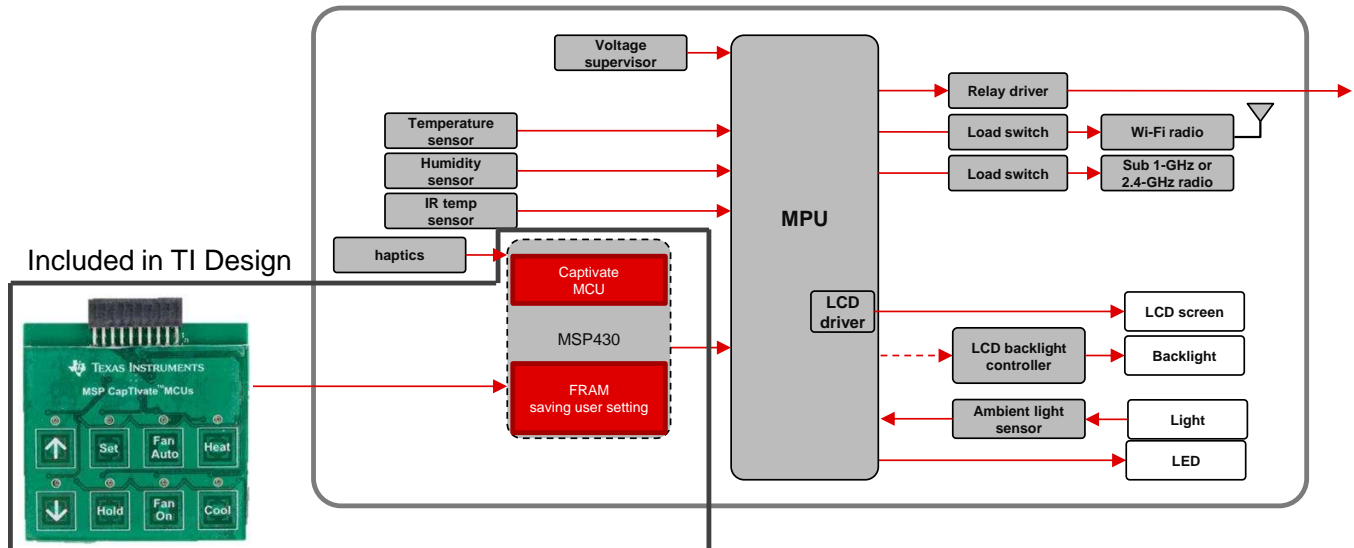 Voltage
supervisor
Temperature
sensor
Humidity
sensor
IR temp
sensor
haptics
Included in TI Design
Captivate
MCU
MSP430
FRAM
saving user setting
MPU
LCD
driver
Relay driver
Load switch
Wi-Fi radio
Load switch
Sub 1-GHz or
2.4-GHz radio
LCD screen
LCD backlight
controller
Backlight
Ambient light
sensor
Light
LED
TEXAS INSTRUMENTS
MSP CapTIvate™MCUs
Set
Fan
Auto
Heat
Hold
Fan
On
Cool